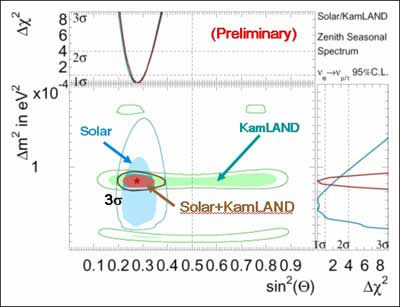 Δχ²
8
6
4
2
3σ
2σ
1σ
(Preliminary)
Solar/KamLAND
Zenith Seasonal
Spectrum
νe→νμ/τ 95%C.L.
×10⁻⁴
Δm² in eV²
1
Solar
KamLAND
3σ
Solar+KamLAND
1σ 2σ 3σ
0.1 0.2 0.3 0.4 0.5 0.6 0.7 0.8 0.9
2 4 6 8
sin²(Θ)
Δχ²